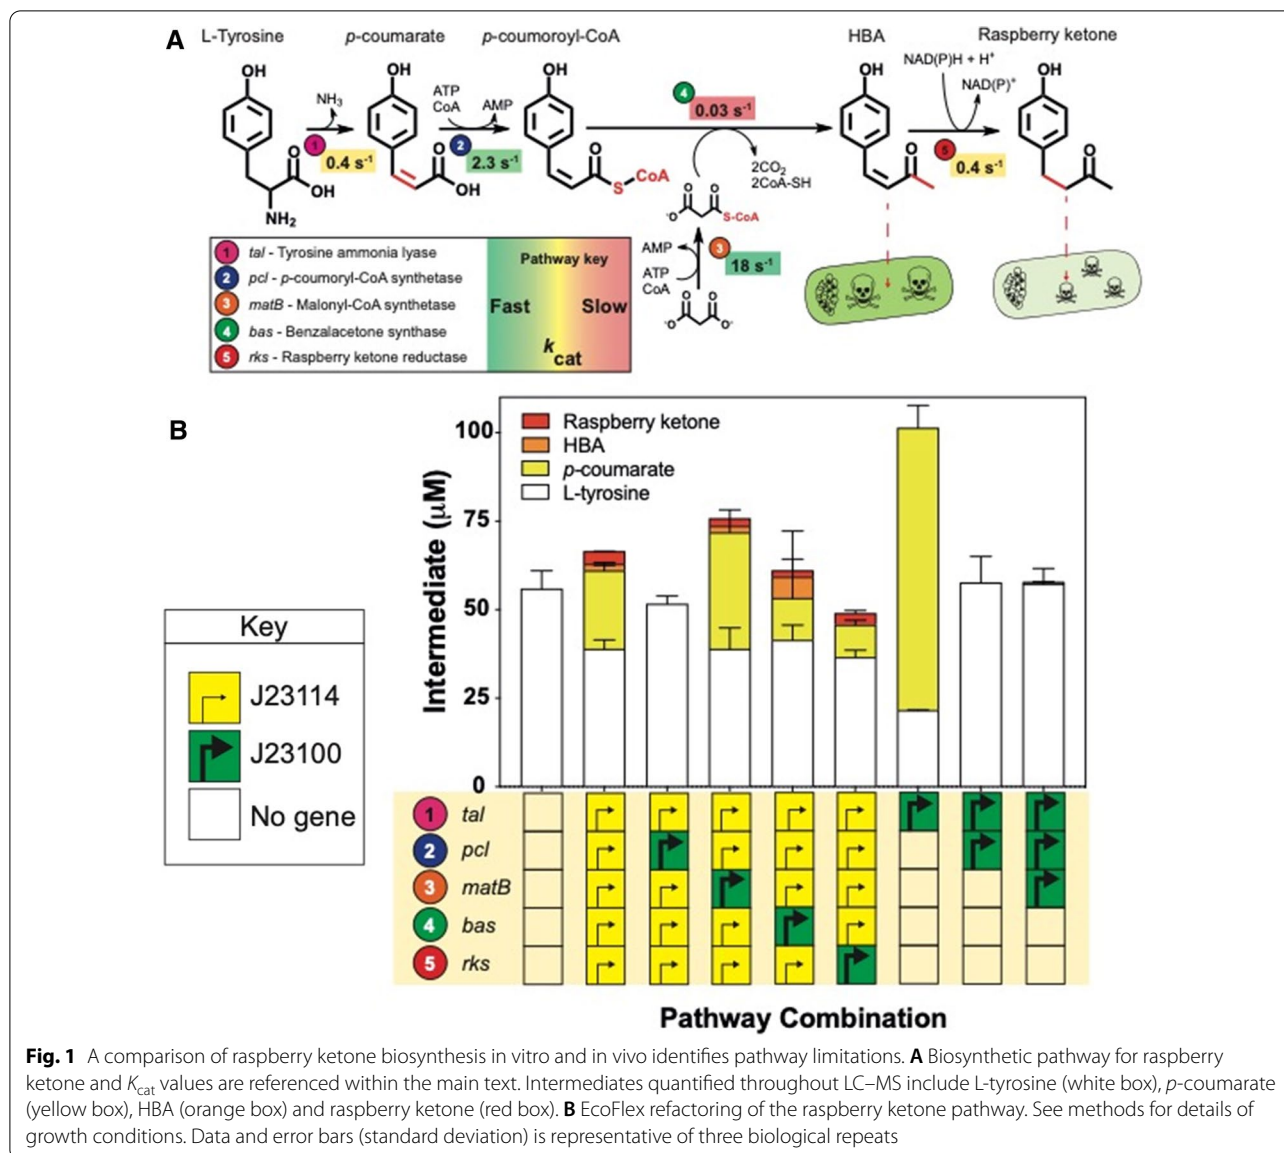 A
L-Tyrosine
p-coumarate
p-coumoroyl-CoA
HBA
Raspberry ketone
OH
OH
OH
OH
OH
NH₃
ATP
CoA
AMP
NAD(P)H + H⁺
NAD(P)⁺
1
0.4 s⁻¹
2
2.3 s⁻¹
4
0.03 s⁻¹
5
0.4 s⁻¹
O
OH
NH₂
O
OH
O
S
CoA
O
O
2CO₂
2CoA-SH
O O
⁻O S-CoA
AMP
ATP
CoA
3
18 s⁻¹
O O
⁻O O⁻
1 tal - Tyrosine ammonia lyase
2 pcl - p-coumoryl-CoA synthetase
3 matB - Malonyl-CoA synthetase
4 bas - Benzalacetone synthase
5 rks - Raspberry ketone reductase
Pathway key
Fast
Slow
kcat
B
Intermediate (µM)
100
75
50
25
0
Raspberry ketone
HBA
p-coumarate
L-tyrosine
Key
J23114
J23100
No gene
1 tal
2 pcl
3 matB
4 bas
5 rks
Pathway Combination
Fig. 1 A comparison of raspberry ketone biosynthesis in vitro and in vivo identifies pathway limitations. A Biosynthetic pathway for raspberry
ketone and Kcat values are referenced within the main text. Intermediates quantified throughout LC–MS include L-tyrosine (white box), p-coumarate
(yellow box), HBA (orange box) and raspberry ketone (red box). B EcoFlex refactoring of the raspberry ketone pathway. See methods for details of
growth conditions. Data and error bars (standard deviation) is representative of three biological repeats